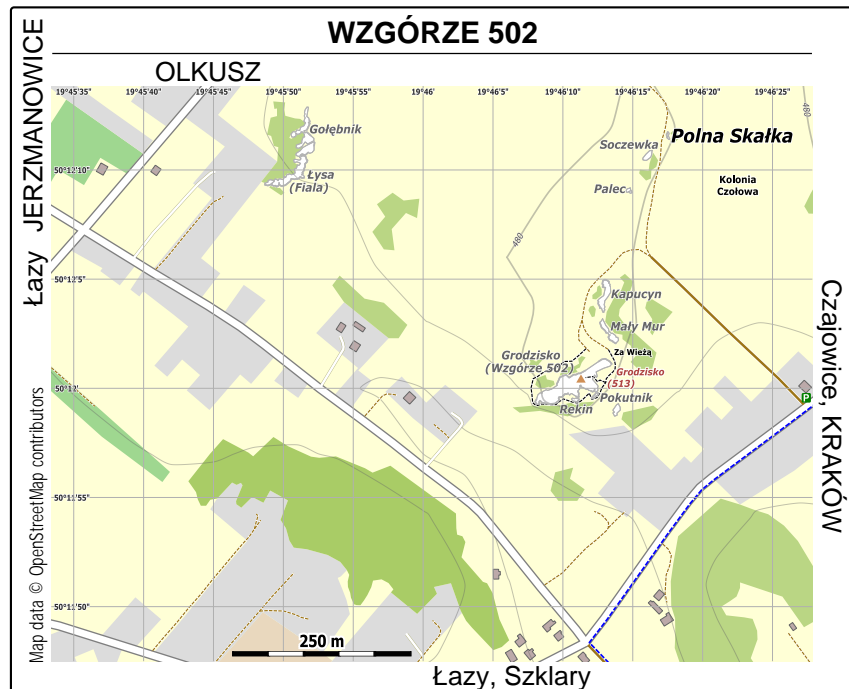 WZGÓRZE 502
OLKUSZ
Łazy JERZMANOWICE
19°45'35" 19°45'40" 19°45'50" 19°45'55" 19°46' 19°46'5" 19°46'10" 19°46'15" 19°46'20" 19°46'25"
480
Gołębnik
Polna Skałka
Soczewka
50°12'10"
Łysa
(Fiala)
Palec
Kolonia
Czołowa
480
50°12'5"
Kapucyn
Mały Mur
Za Wieżą
Grodzisko
(Wzgórze 502)
Grodzisko
(513)
50°12'
Pokutnik
Rekin
P
50°11'55"
50°11'50"
250 m
Czajowice, KRAKÓW
Map data © OpenStreetMap contributors
Łazy, Szklary